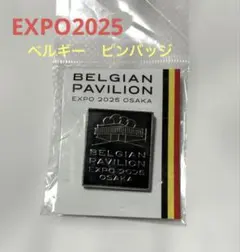 EXPO2025
ベルギー　ピンバッジ
BELGIAN
PAVILION
EXPO 2025 OSAKA
BELGIAN
PAVILION
EXPO 2025
OSAKA